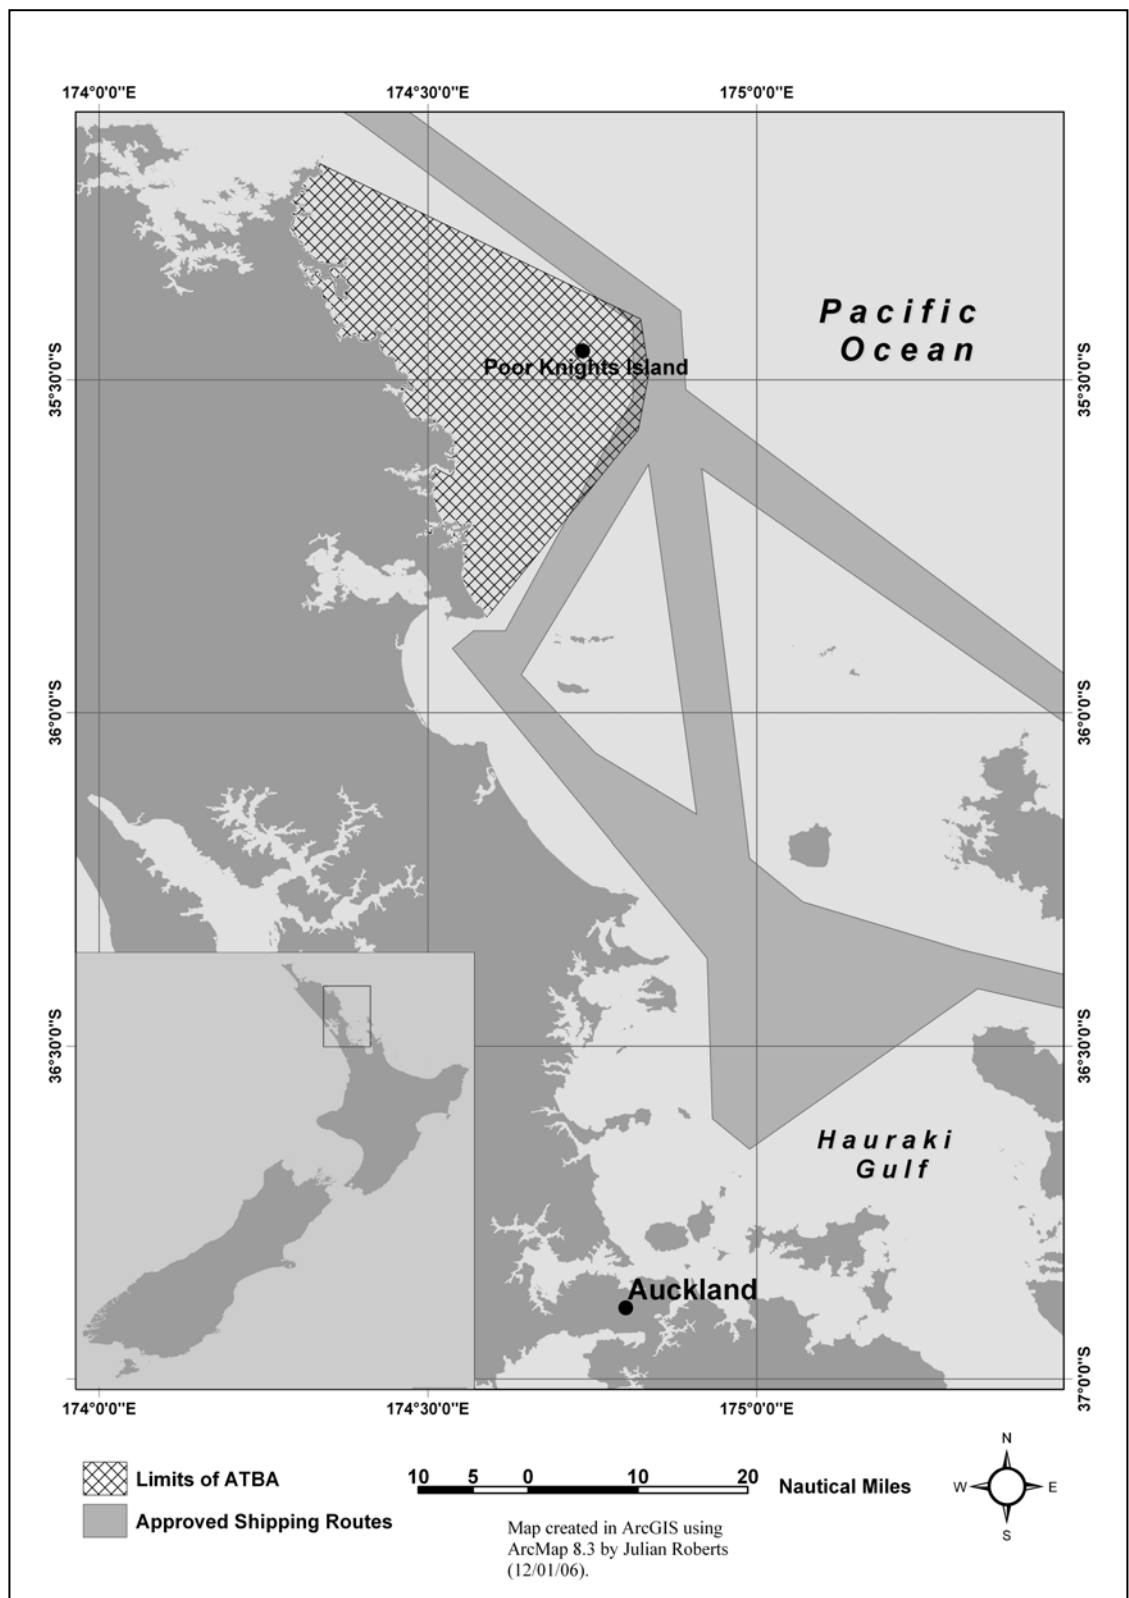 174°0'0"E 174°30'0"E 175°0'0"E
Pacific
Ocean
Poor Knights Island
35°30'0"S 35°30'0"S
36°0'0"S 36°0'0"S
36°30'0"S 36°30'0"S
Hauraki
Gulf
Auckland
37°0'0"S
174°0'0"E 174°30'0"E 175°0'0"E
Limits of ATBA
Approved Shipping Routes
10 5 0 10 20
Nautical Miles
Map created in ArcGIS using
ArcMap 8.3 by Julian Roberts
(12/01/06).
N
W E
S